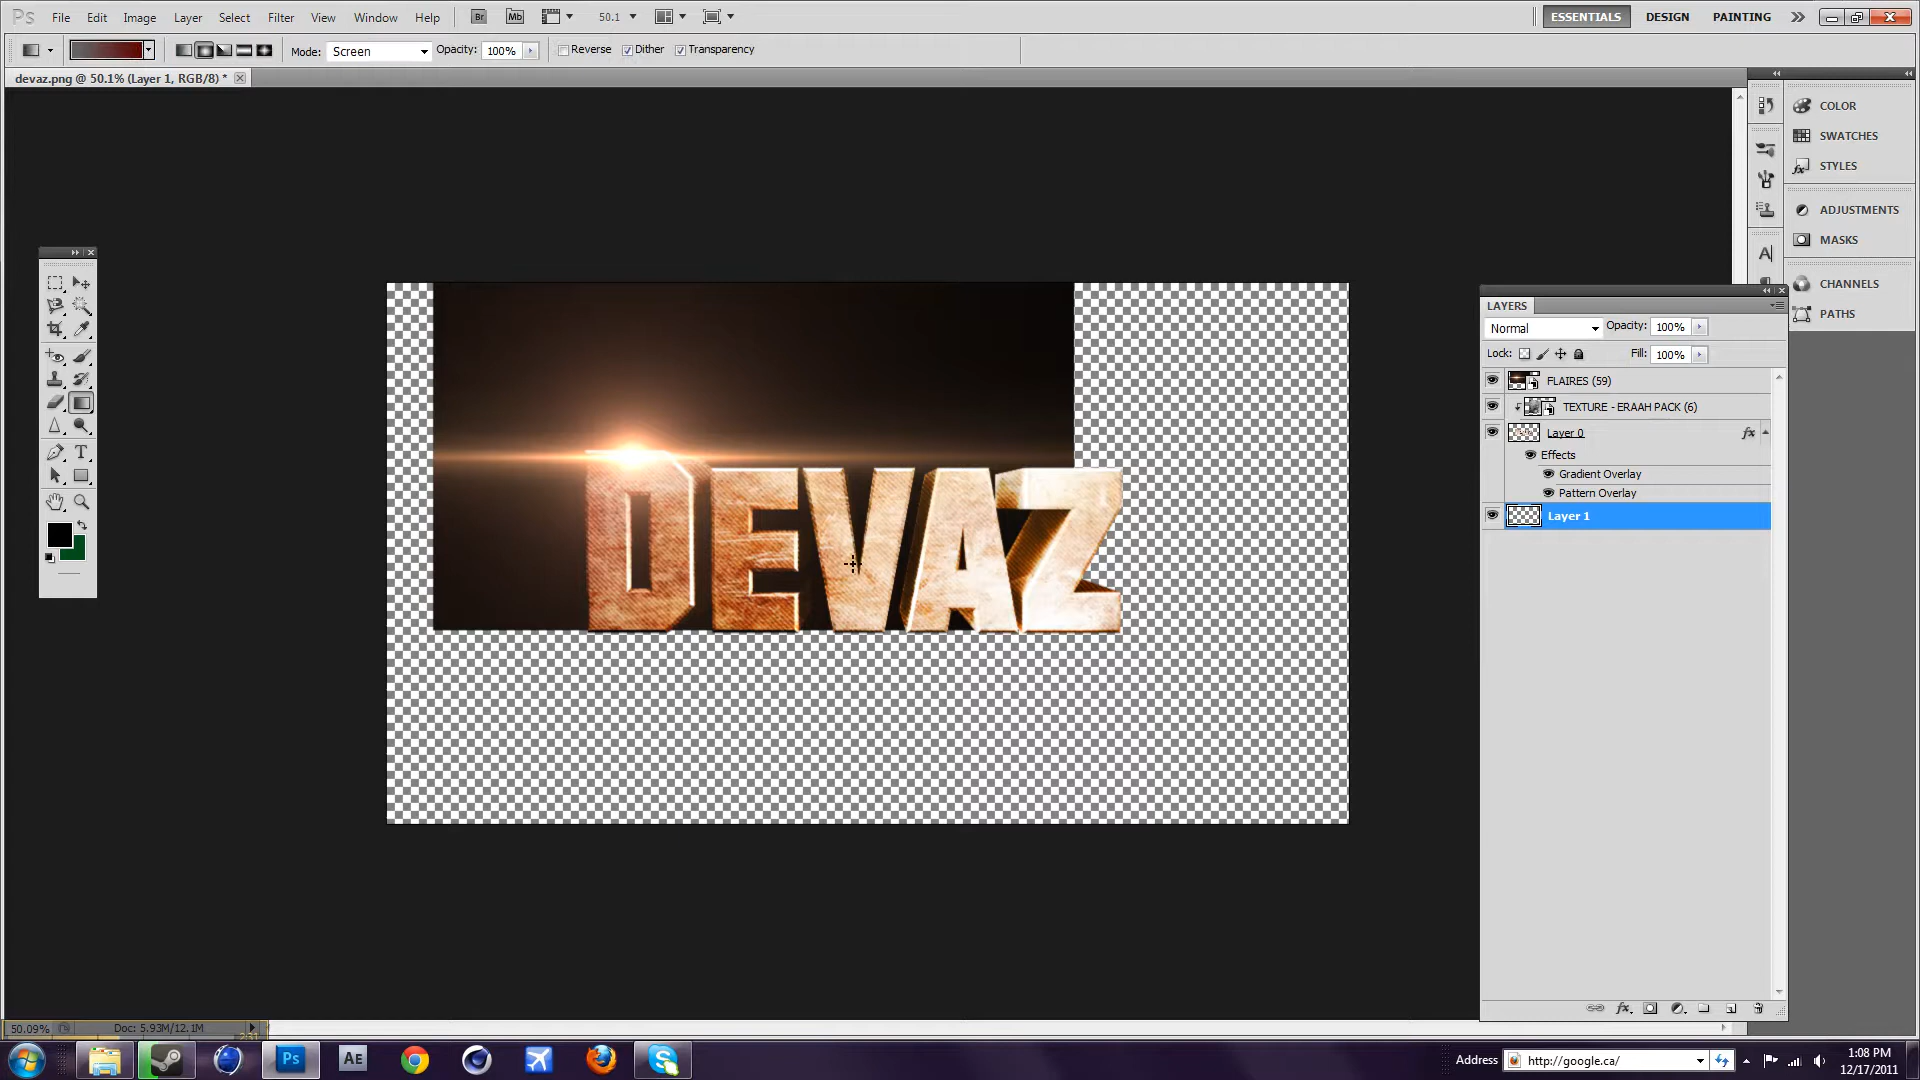 Ps File Edit Image Layer Select Filter View Window Help Br Mb 50.1 ESSENTIALS DESIGN PAINTING
Mode: Screen Opacity: 100% Reverse Dither Transparency
devaz.png @ 50.1% (Layer 1, RGB/8) *
COLOR
SWATCHES
STYLES
ADJUSTMENTS
MASKS
CHANNELS
PATHS
LAYERS
Normal Opacity: 100%
Lock: Fill: 100%
FLAIRES (59)
TEXTURE - ERAAH PACK (6)
Layer 0 fx
Effects
Gradient Overlay
Pattern Overlay
Layer 1
DEVAZ
50.09% Doc: 5.93M/12.1M
Ps AE Address http://google.ca/ 1:08 PM
12/17/2011